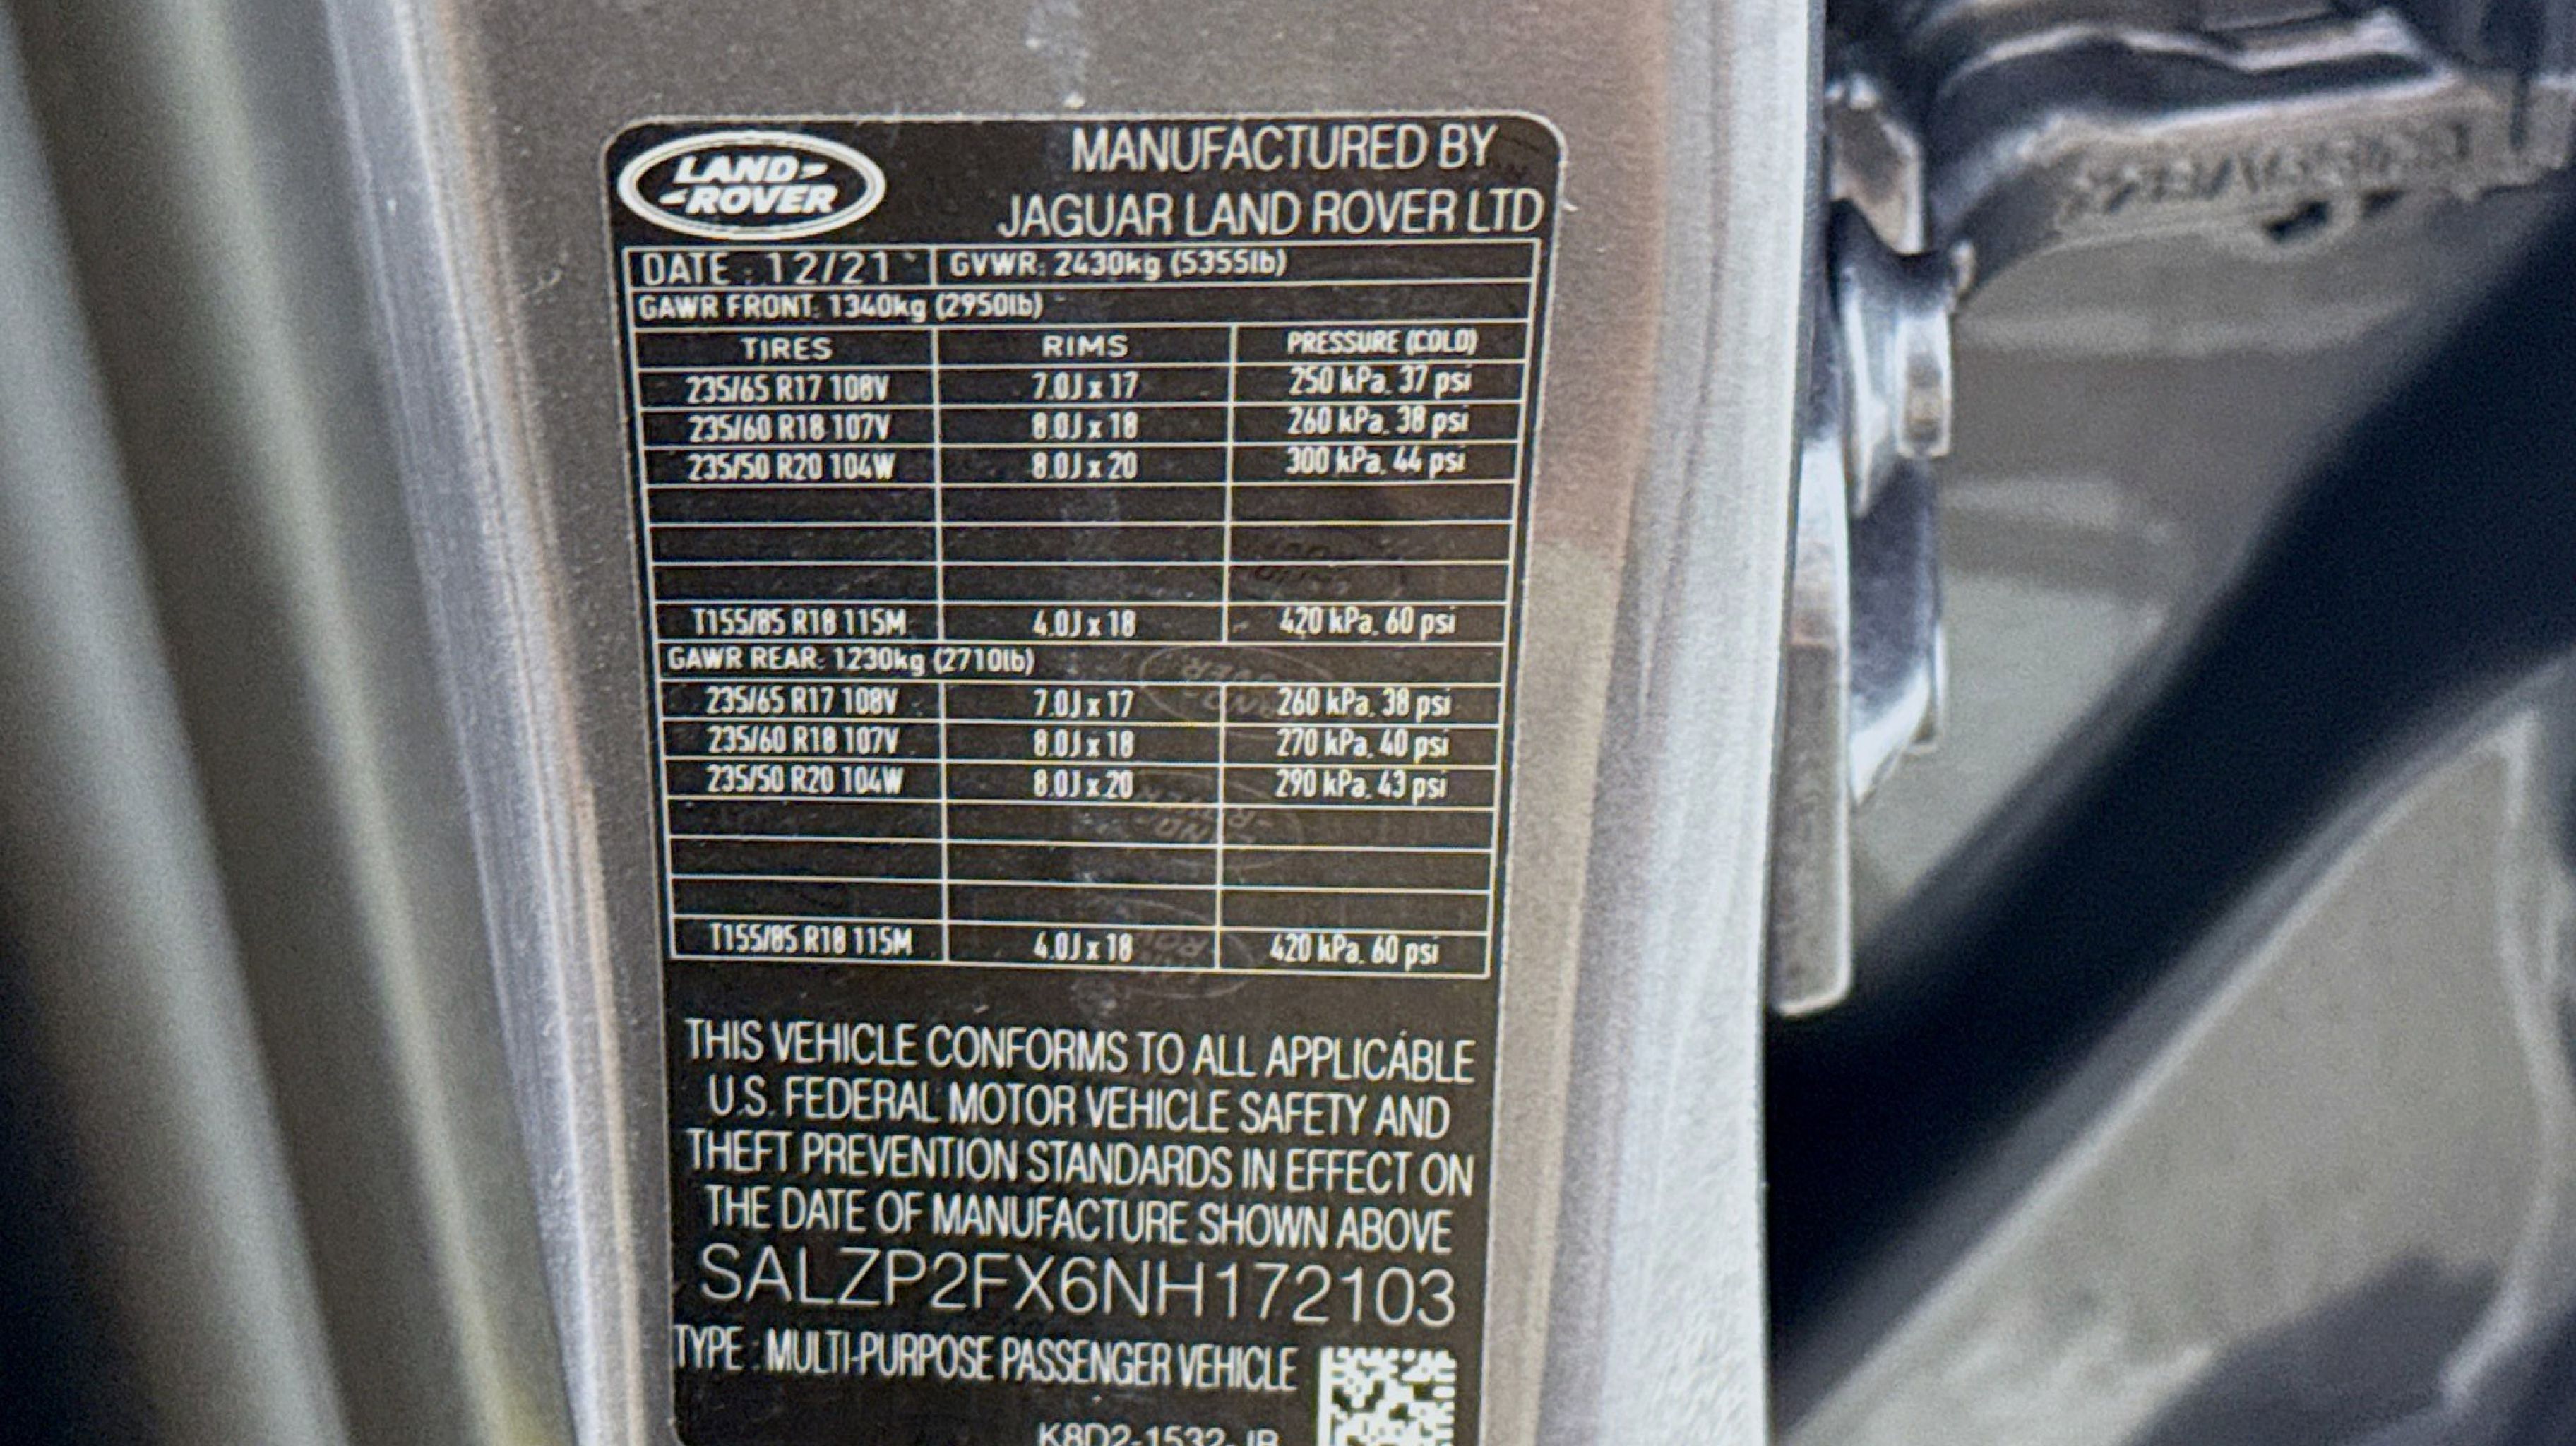 LAND-
-ROVER
MANUFACTURED BY
JAGUAR LAND ROVER LTD
DATE : 12/21 GVWR: 2430kg (5355lb)
GAWR FRONT: 1340kg (2950lb)
TIRES RIMS PRESSURE (COLD)
235/65 R17 108V 7.0J x 17 250 kPa, 37 psi
235/60 R18 107V 8.0J x 18 260 kPa, 38 psi
235/50 R20 104W 8.0J x 20 300 kPa, 44 psi
T155/85 R18 115M 4.0J x 18 420 kPa, 60 psi
GAWR REAR: 1230kg (2710lb)
235/65 R17 108V 7.0J x 17 260 kPa, 38 psi
235/60 R18 107V 8.0J x 18 270 kPa, 40 psi
235/50 R20 104W 8.0J x 20 290 kPa, 43 psi
T155/85 R18 115M 4.0J x 18 420 kPa, 60 psi
THIS VEHICLE CONFORMS TO ALL APPLICABLE
U.S. FEDERAL MOTOR VEHICLE SAFETY AND
THEFT PREVENTION STANDARDS IN EFFECT ON
THE DATE OF MANUFACTURE SHOWN ABOVE
SALZP2FX6NH172103
TYPE : MULTI-PURPOSE PASSENGER VEHICLE